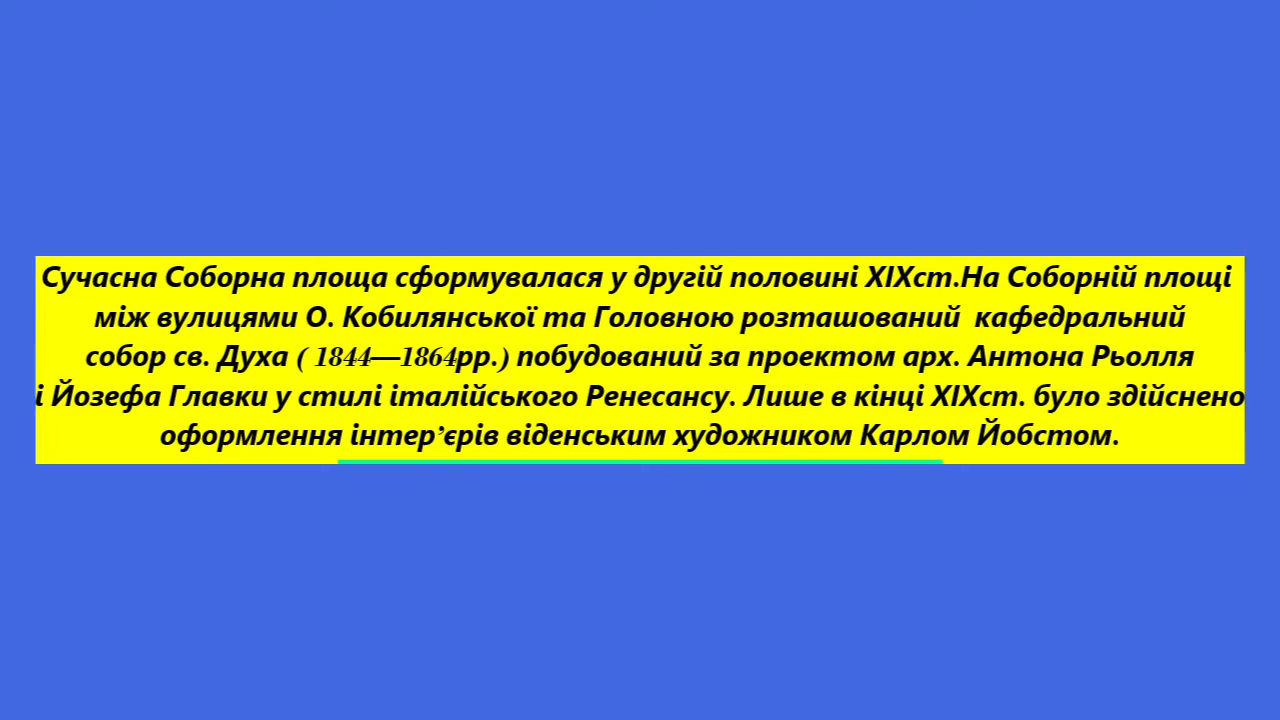 Сучасна Соборна площа сформувалася у другій половині ХІХст.На Соборній площі
між вулицями О. Кобилянської та Головною розташований  кафедральний
собор св. Духа ( 1844—1864рр.) побудований за проектом арх. Антона Рьолля
і Йозефа Главки у стилі італійського Ренесансу. Лише в кінці ХІХст. було здійснено
оформлення інтер’єрів віденським художником Карлом Йобстом.